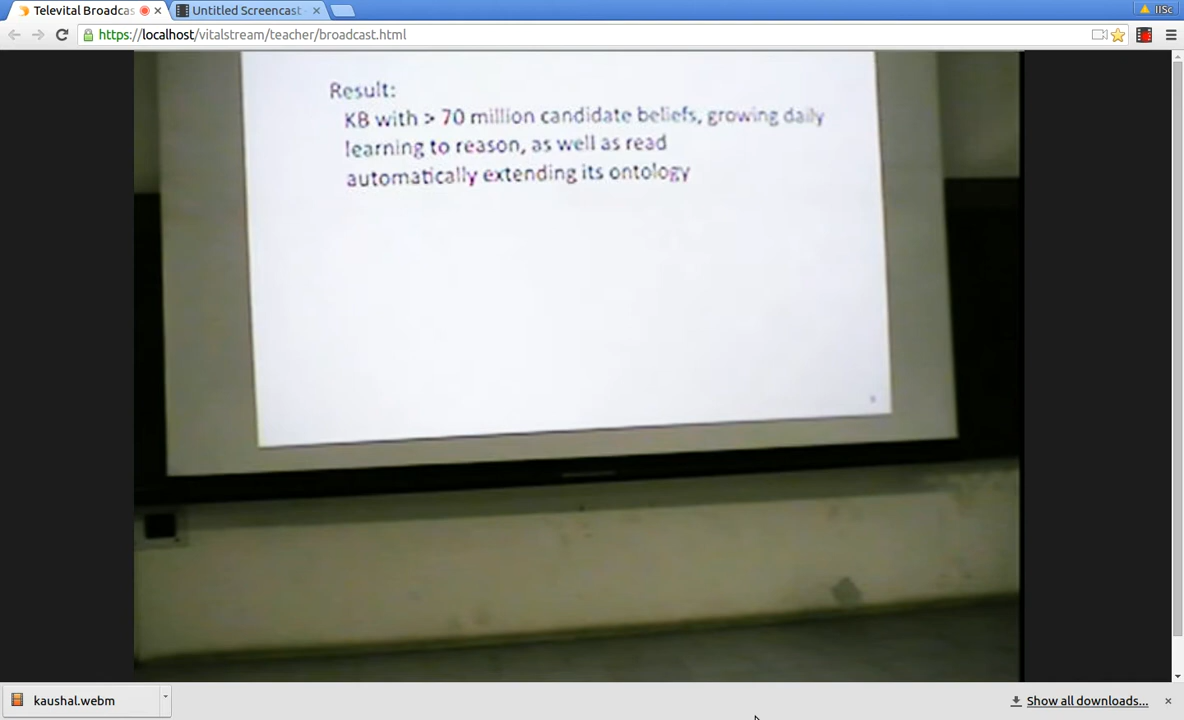 Televital Broadcas
Untitled Screencast
IISc
https://localhost/vitalstream/teacher/broadcast.html
Result:
KB with > 70 million candidate beliefs, growing daily
learning to reason, as well as read
automatically extending its ontology
kaushal.webm
Show all downloads...